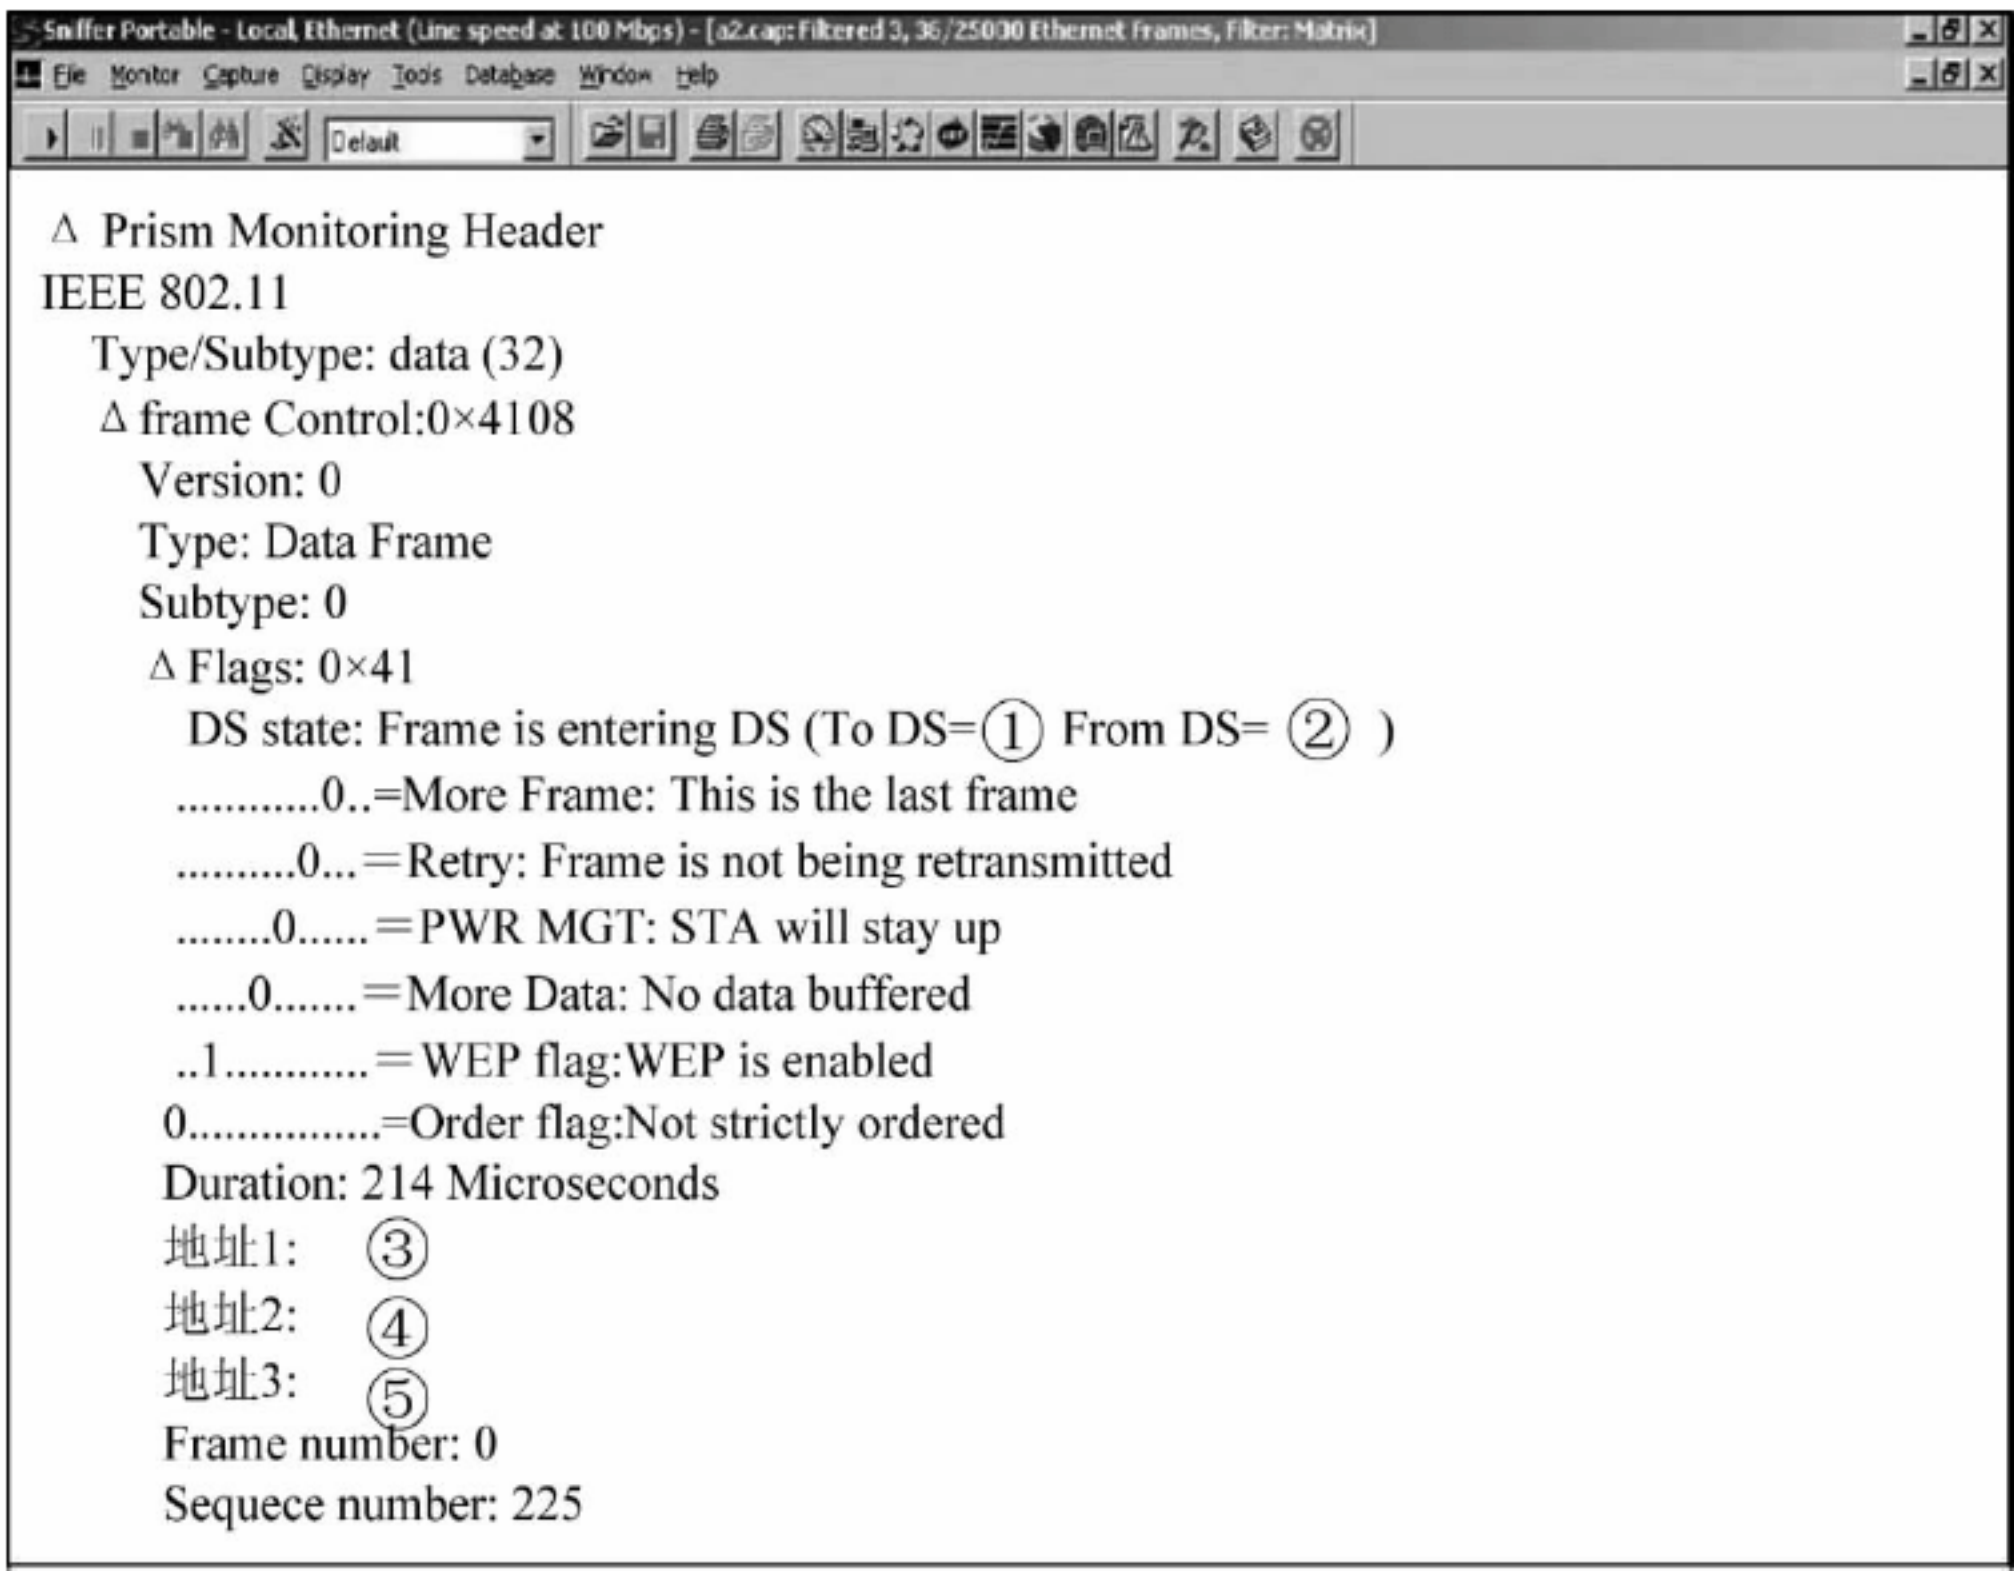 Sniffer Portable - Local, Ethernet (Line speed at 100 Mbps) - [a2.cap: Filtered 3, 36/25000 Ethernet Frames, Filter: Matrix]
File Monitor Capture Display Tools Database Window Help
Default
Δ Prism Monitoring Header
IEEE 802.11
Type/Subtype: data (32)
Δ frame Control:0×4108
Version: 0
Type: Data Frame
Subtype: 0
Δ Flags: 0×41
DS state: Frame is entering DS (To DS=① From DS= ② )
............0..=More Frame: This is the last frame
..........0...=Retry: Frame is not being retransmitted
........0......=PWR MGT: STA will stay up
......0.......=More Data: No data buffered
..1............=WEP flag:WEP is enabled
0................=Order flag:Not strictly ordered
Duration: 214 Microseconds
地址1: ③
地址2: ④
地址3: ⑤
Frame number: 0
Sequece number: 225